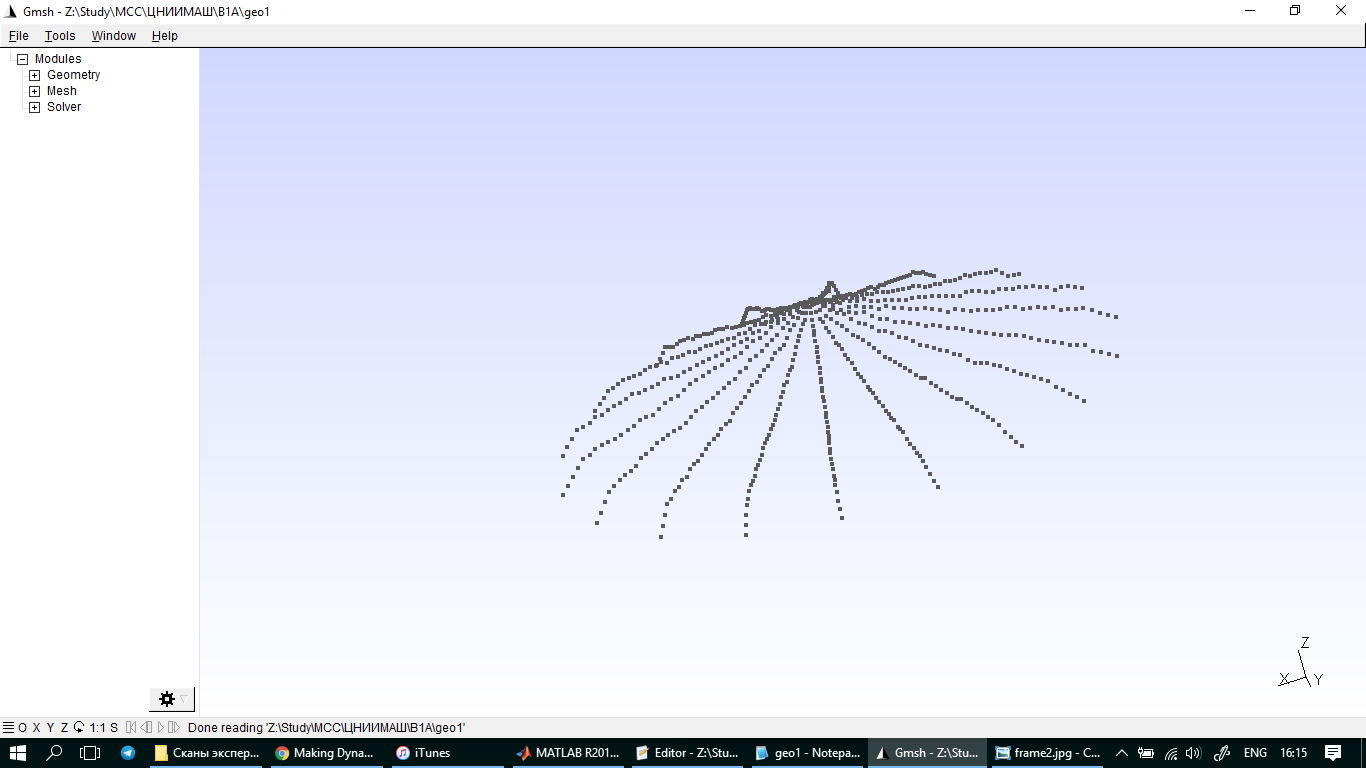 Gmsh - Z:\Study\МСС\ЦНИИМАШ\B1A\geo1
File Tools Window Help
Modules
Geometry
Mesh
Solver
Z
X Y
O X Y Z 1:1 S Done reading 'Z:\Study\МСС\ЦНИИМАШ\B1A\geo1'
Сканы экспер... Making Dyna... iTunes MATLAB R201... Editor - Z:\Stu... geo1 - Notepa... Gmsh - Z:\Stu... frame2.jpg - C... ENG 16:15